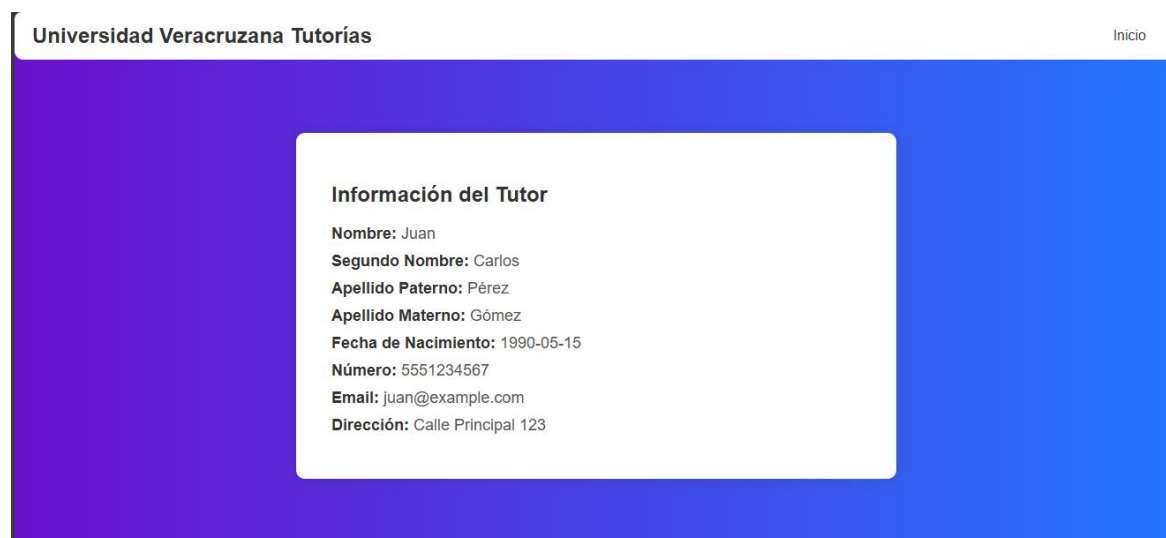 Universidad Veracruzana Tutorías
Inicio
Información del Tutor
Nombre: Juan
Segundo Nombre: Carlos
Apellido Paterno: Pérez
Apellido Materno: Gómez
Fecha de Nacimiento: 1990-05-15
Número: 5551234567
Email: juan@example.com
Dirección: Calle Principal 123